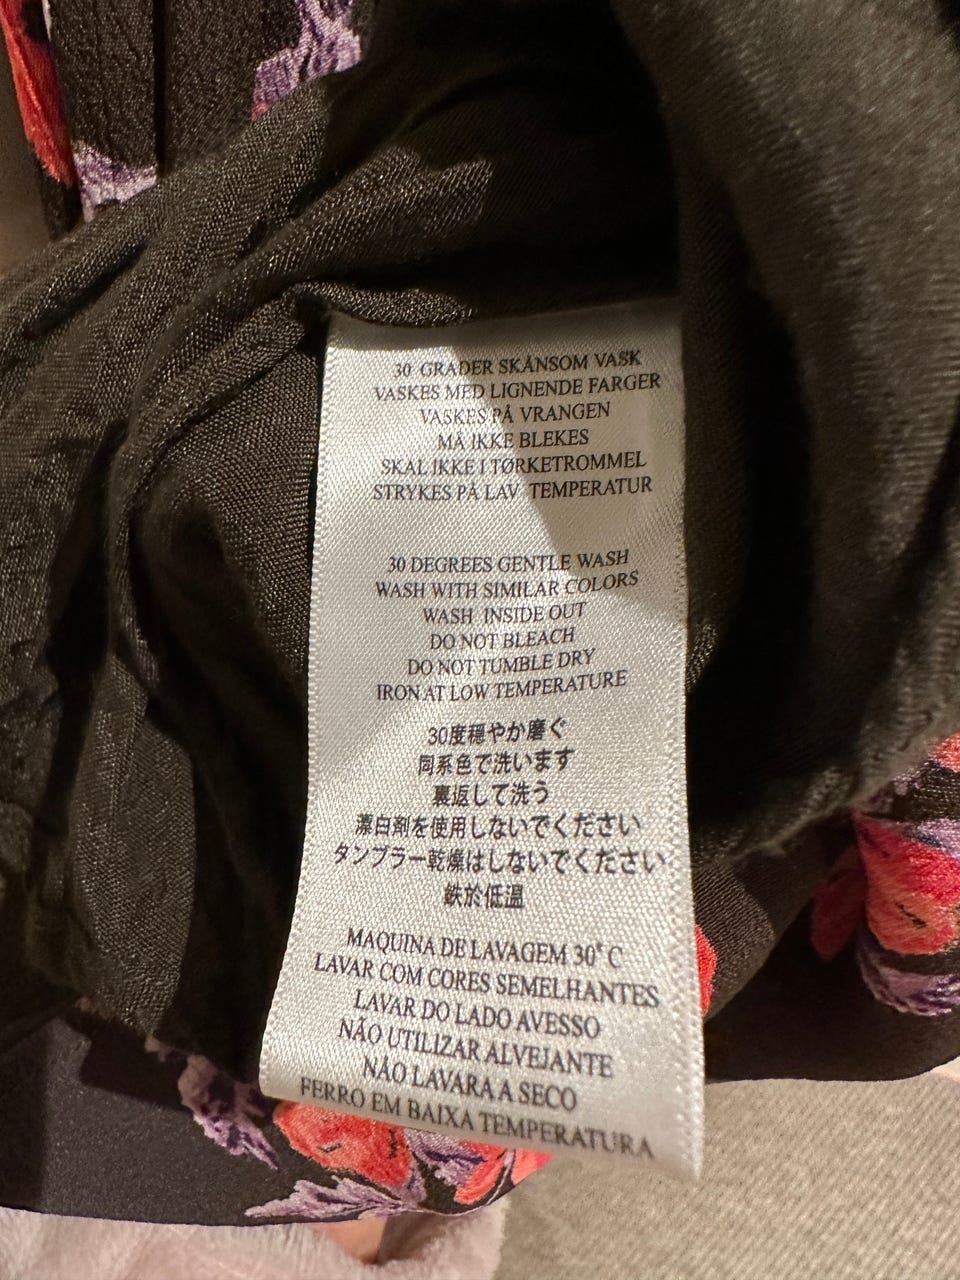 30 GRADER SKÅNSOM VASK
VASKES MED LIGNENDE FARGER
VASKES PÅ VRANGEN
MA IKKE BLEKES
SKAL IKKE I TØRKETROMMEL
STRYKES PÅ LAV TEMPERATUR
30 DEGREES GENTLE WASH
WASH WITH SIMILAR COLORS
WASH INSIDE OUT
DO NOT BLEACH
DO NOT TUMBLE DRY
IRON AT LOW TEMPERATURE
30度穏やか磨ぐ
同系色で洗います
裏返して洗う
漂白剤を使用しないでください
タンブラー乾燥はしないでください
鉄於低温
MAQUINA DE LAVAGEM 30° C
LAVAR COM CORES SEMELHANTES
LAVAR DO LADO AVESSO
NÃO UTILIZAR ALVEJANTE
NÃO LAVARA A SECO
FERRO EM BAIXA TEMPERATURA